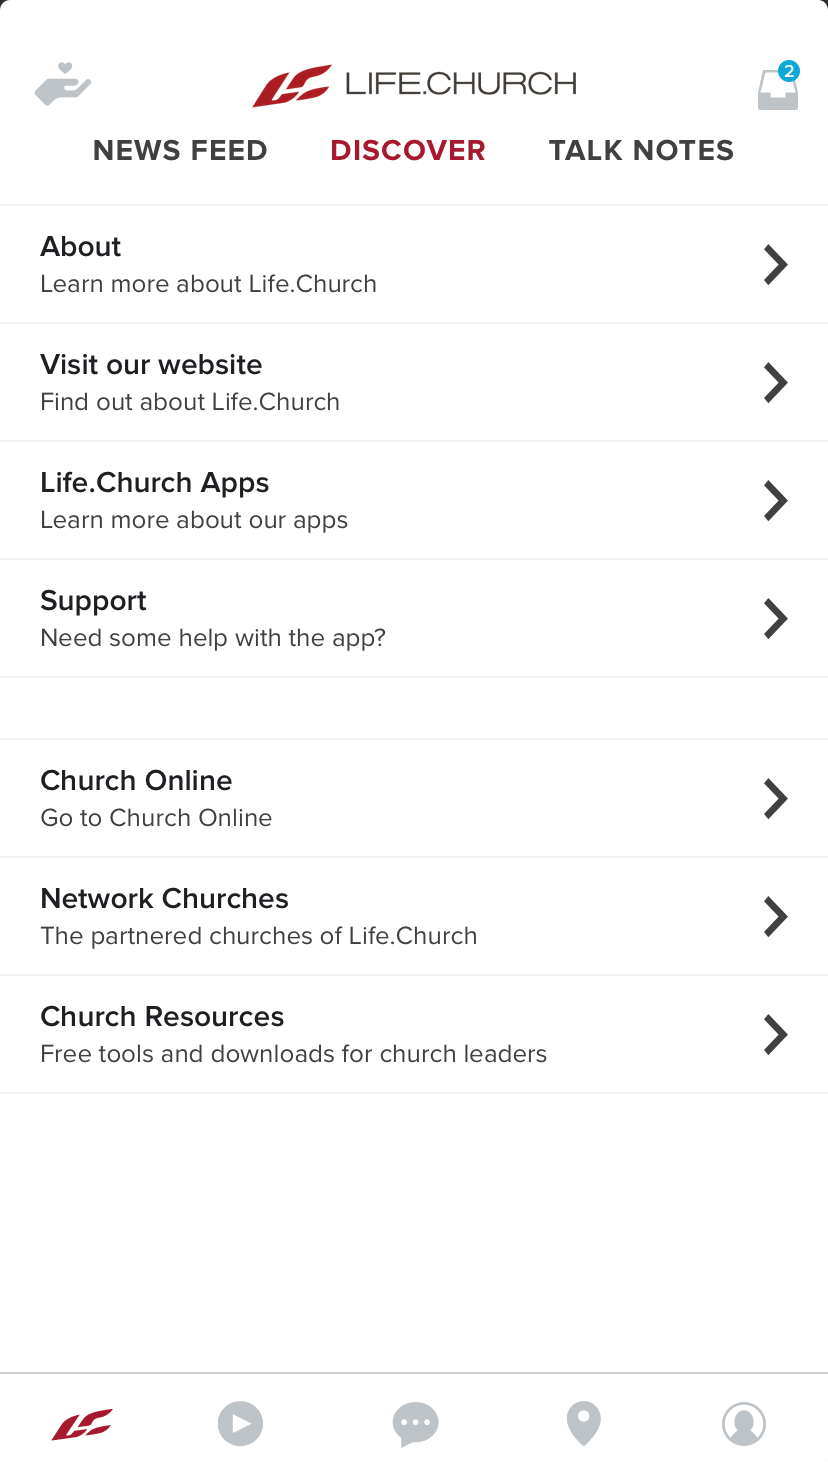 LIFE.CHURCH
2
NEWS FEED DISCOVER TALK NOTES
About
Learn more about Life.Church
Visit our website
Find out about Life.Church
Life.Church Apps
Learn more about our apps
Support
Need some help with the app?
Church Online
Go to Church Online
Network Churches
The partnered churches of Life.Church
Church Resources
Free tools and downloads for church leaders